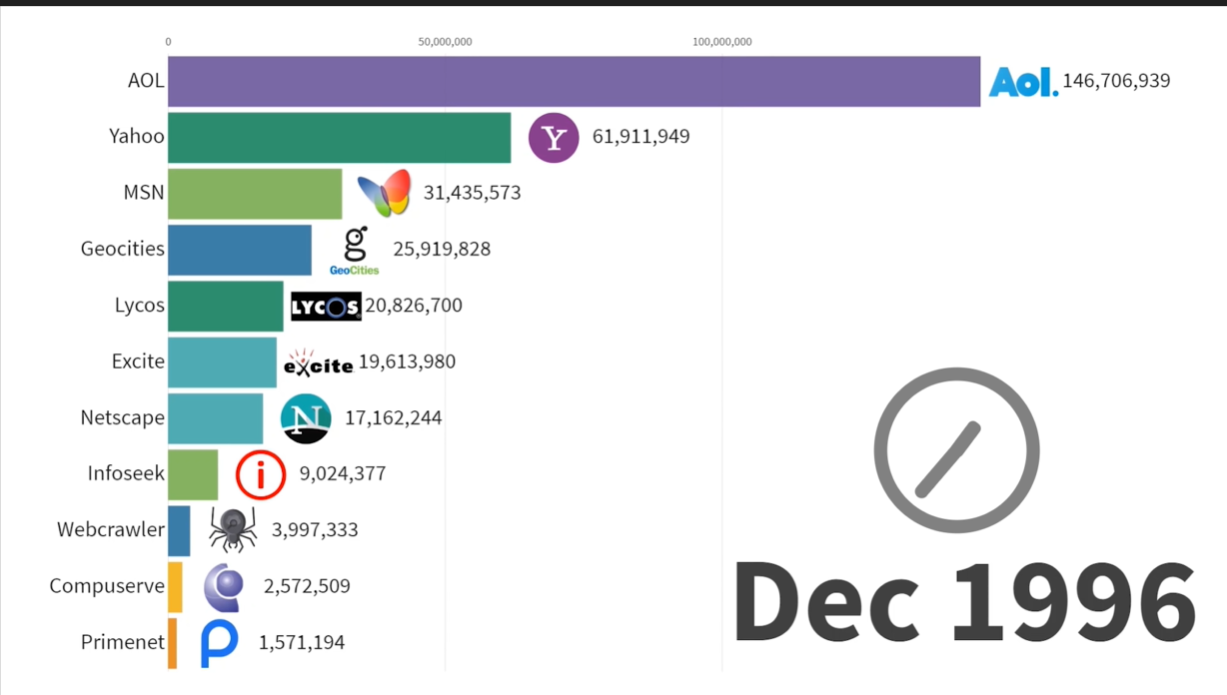 0 50,000,000 100,000,000
AOL Aol. 146,706,939
Yahoo Y 61,911,949
MSN 31,435,573
Geocities g GeoCities 25,919,828
Lycos LYCOS 20,826,700
Excite excite 19,613,980
Netscape N 17,162,244
Infoseek i 9,024,377
Webcrawler 3,997,333
Compuserve 2,572,509
Primenet p 1,571,194
Dec 1996